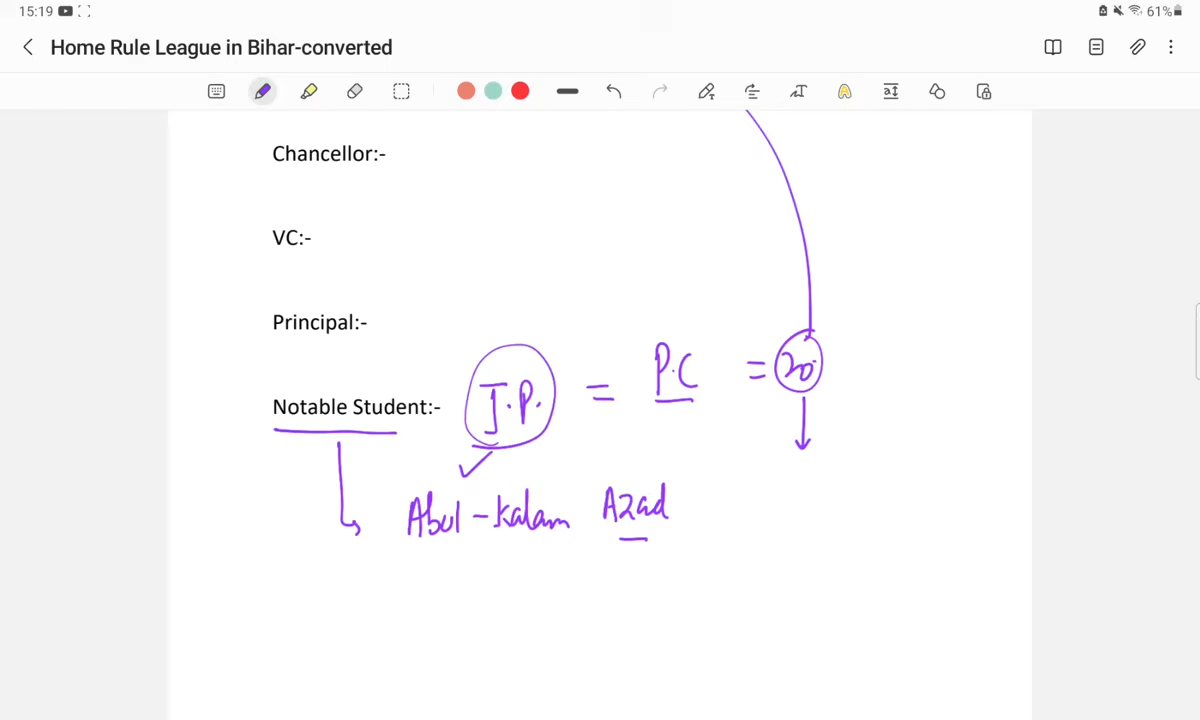 15:19 61%
Home Rule League in Bihar-converted
Chancellor:-
VC:-
Principal:-
Notable Student:- J.P. = P.C = 20
Abul-Kalam Azad